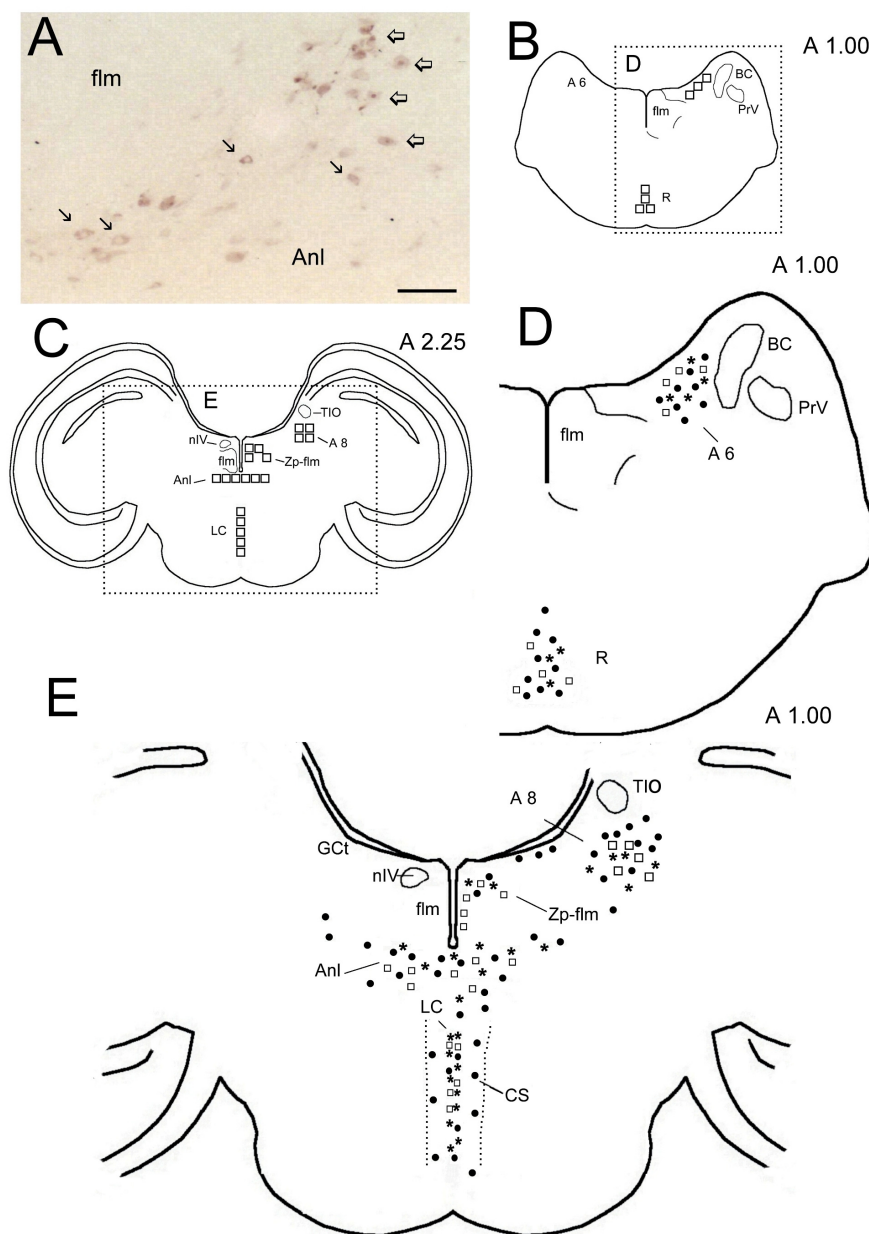 A
flm
Anl
B
A 1.00
D
A 6
flm
BC
PrV
R
C
A 2.25
E
TIO
nIV
A 8
flm
Zp-flm
Anl
LC
D
A 1.00
BC
PrV
flm
A 6
R
E
A 1.00
A 8
TIO
GCt
nIV
flm
Zp-flm
Anl
LC
CS